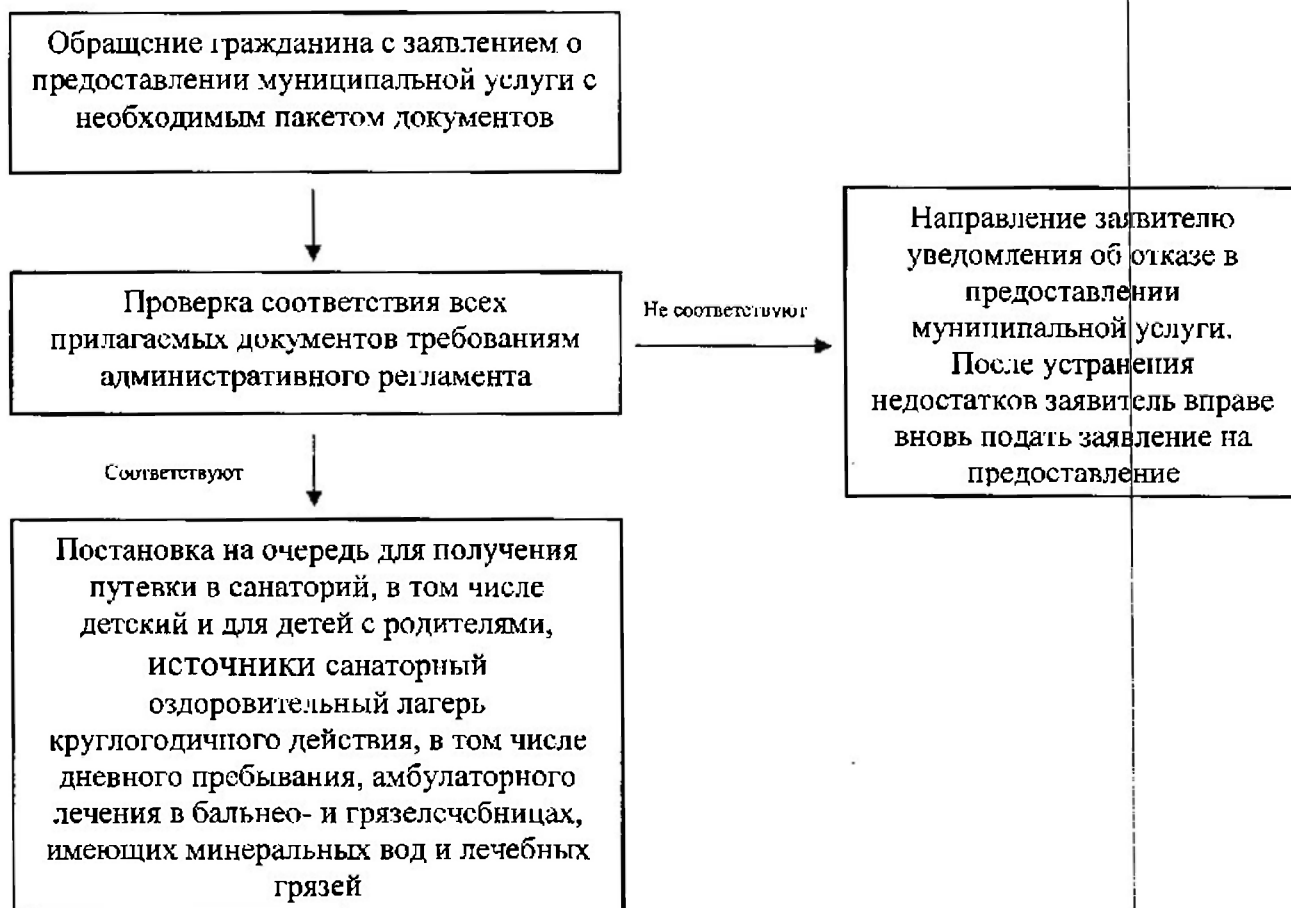 Обращение гражданина с заявлением о
предоставлении муниципальной услуги с
необходимым пакетом документов
Проверка соответствия всех
прилагаемых документов требованиям
административного регламента
Не соответствуют
Направление заявителю
уведомления об отказе в
предоставлении
муниципальной услуги.
После устранения
недостатков заявитель вправе
вновь подать заявление на
предоставление
Соответствуют
Постановка на очередь для получения
путевки в санаторий, в том числе
детский и для детей с родителями,
источники санаторный
оздоровительный лагерь
круглогодичного действия, в том числе
дневного пребывания, амбулаторного
лечения в бальнео- и грязелечебницах,
имеющих минеральных вод и лечебных
грязей